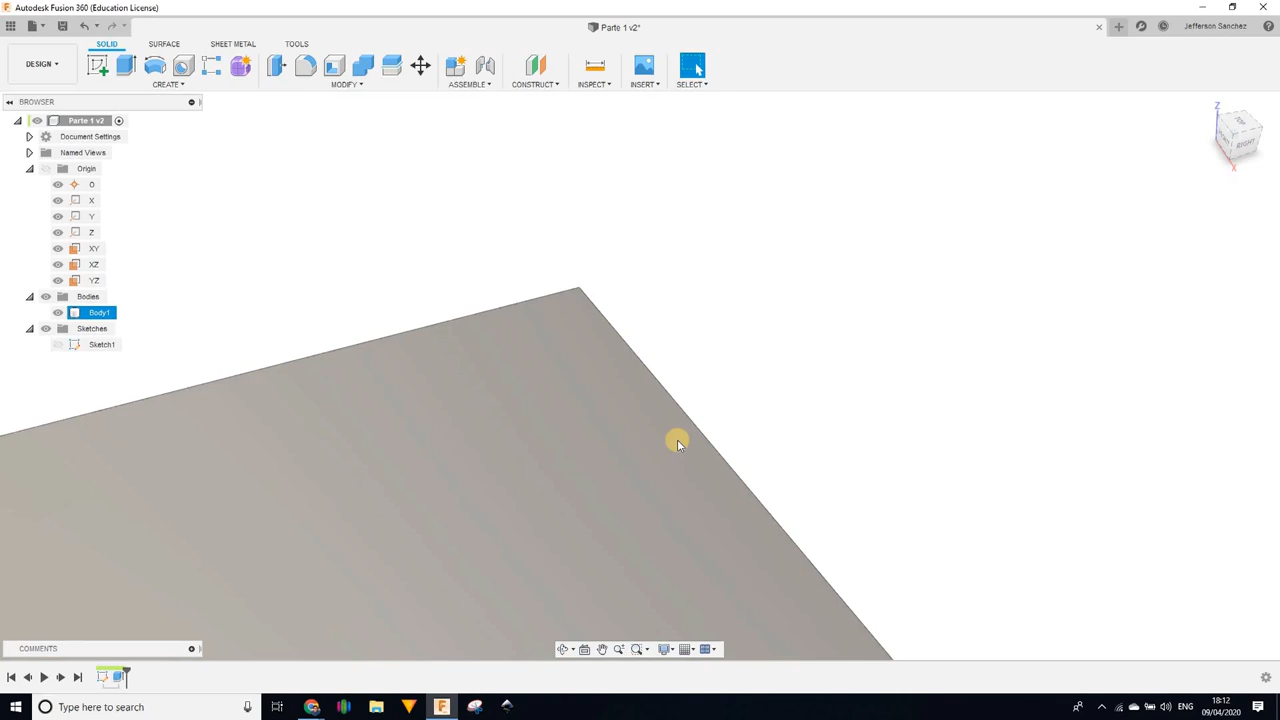 Autodesk Fusion 360 (Education License)
Parte 1 v2*
Jefferson Sanchez
DESIGN
SOLID
SURFACE
SHEET METAL
TOOLS
CREATE
MODIFY
ASSEMBLE
CONSTRUCT
INSPECT
INSERT
SELECT
BROWSER
Parte 1 v2
Document Settings
Named Views
Origin
O
X
Y
Z
XY
XZ
YZ
Bodies
Body1
Sketches
Sketch1
Z
TOP
RIGHT
X
COMMENTS
Type here to search
ENG
18:12
09/04/2020